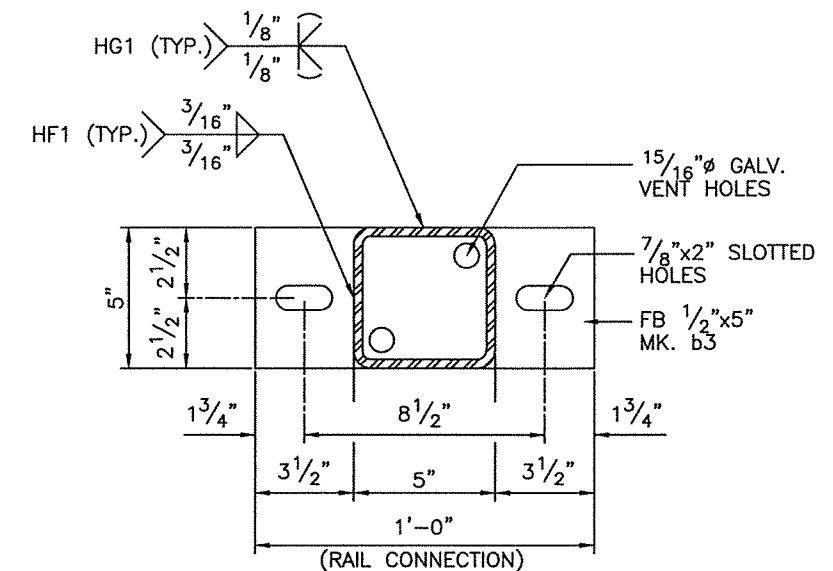 HG1 (TYP.)
1/8"
1/8"
HF1 (TYP.)
3/16"
3/16"
15/16"ø GALV.
VENT HOLES
7/8"x2" SLOTTED
HOLES
FB 1/2"x5"
MK. b3
5"
2 1/2"
2 1/2"
1 3/4"
8 1/2"
1 3/4"
3 1/2"
5"
3 1/2"
1'-0"
(RAIL CONNECTION)